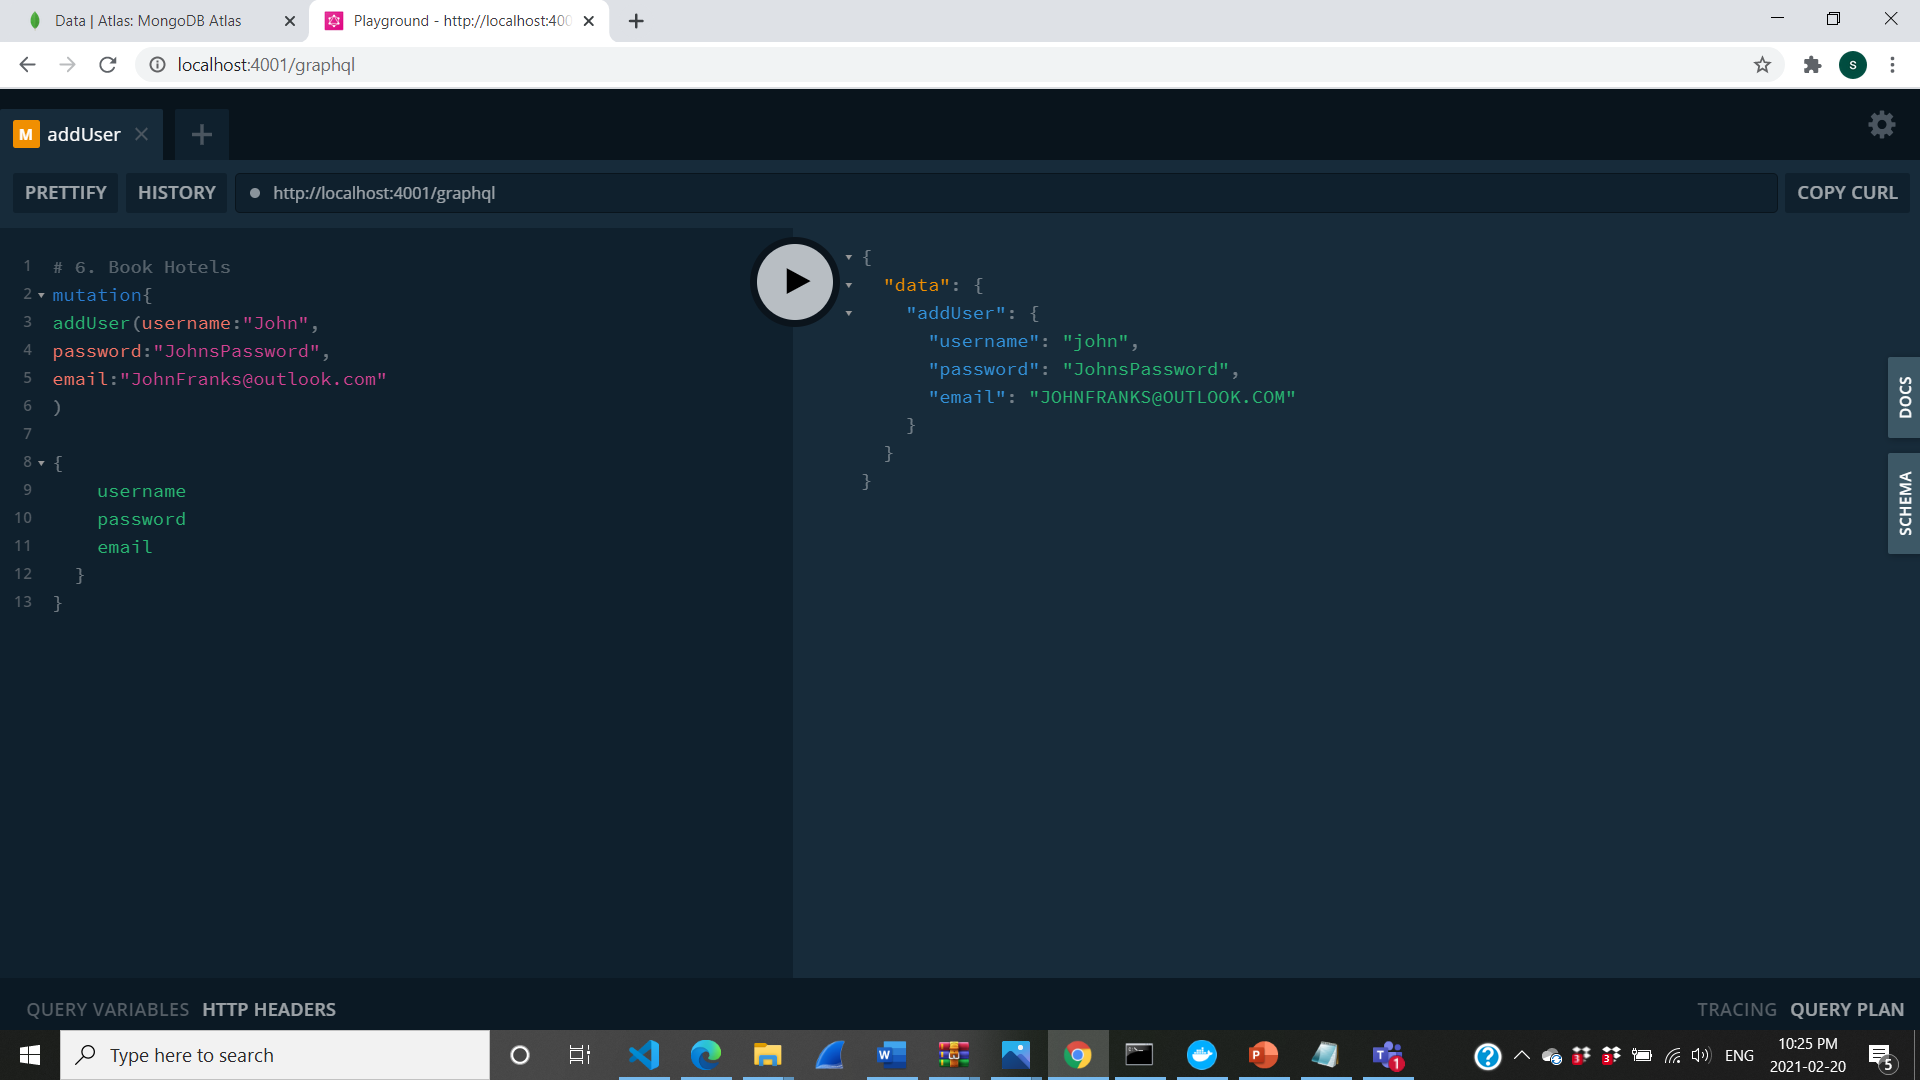 Data | Atlas: MongoDB Atlas
Playground - http://localhost:400
localhost:4001/graphql
S
M addUser
PRETTIFY
HISTORY
http://localhost:4001/graphql
COPY CURL
1 # 6. Book Hotels
2 mutation{
3 addUser(username:"John",
4 password:"JohnsPassword",
5 email:"JohnFranks@outlook.com"
6 )
7
8 {
9 username
10 password
11 email
12 }
13 }
{
"data": {
"addUser": {
"username": "john",
"password": "JohnsPassword",
"email": "JOHNFRANKS@OUTLOOK.COM"
}
}
}
DOCS
SCHEMA
QUERY VARIABLES
HTTP HEADERS
TRACING
QUERY PLAN
Type here to search
ENG
10:25 PM
2021-02-20
5